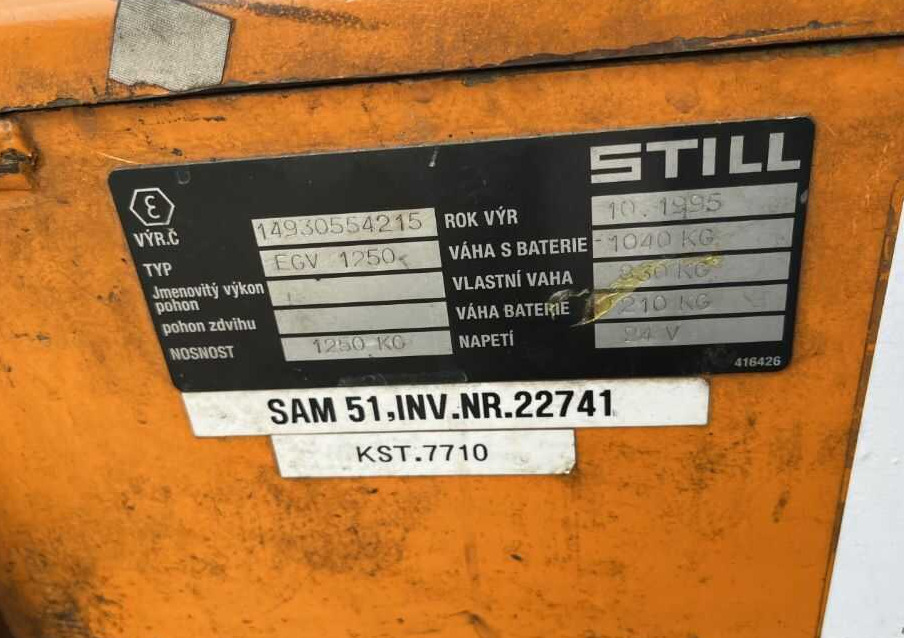 STILL
VÝR.Č 14930554215 ROK VÝR 10.1995
TYP EGV 1250 VÁHA S BATERIE 1040 KG
Jmenovitý výkon
pohon VLASTNÍ VAHA 830 KG
pohon zdvihu VÁHA BATERIE 210 KG
NOSNOST 1250 KG NAPETÍ 24 V
416426
SAM 51,INV.NR.22741
KST.7710